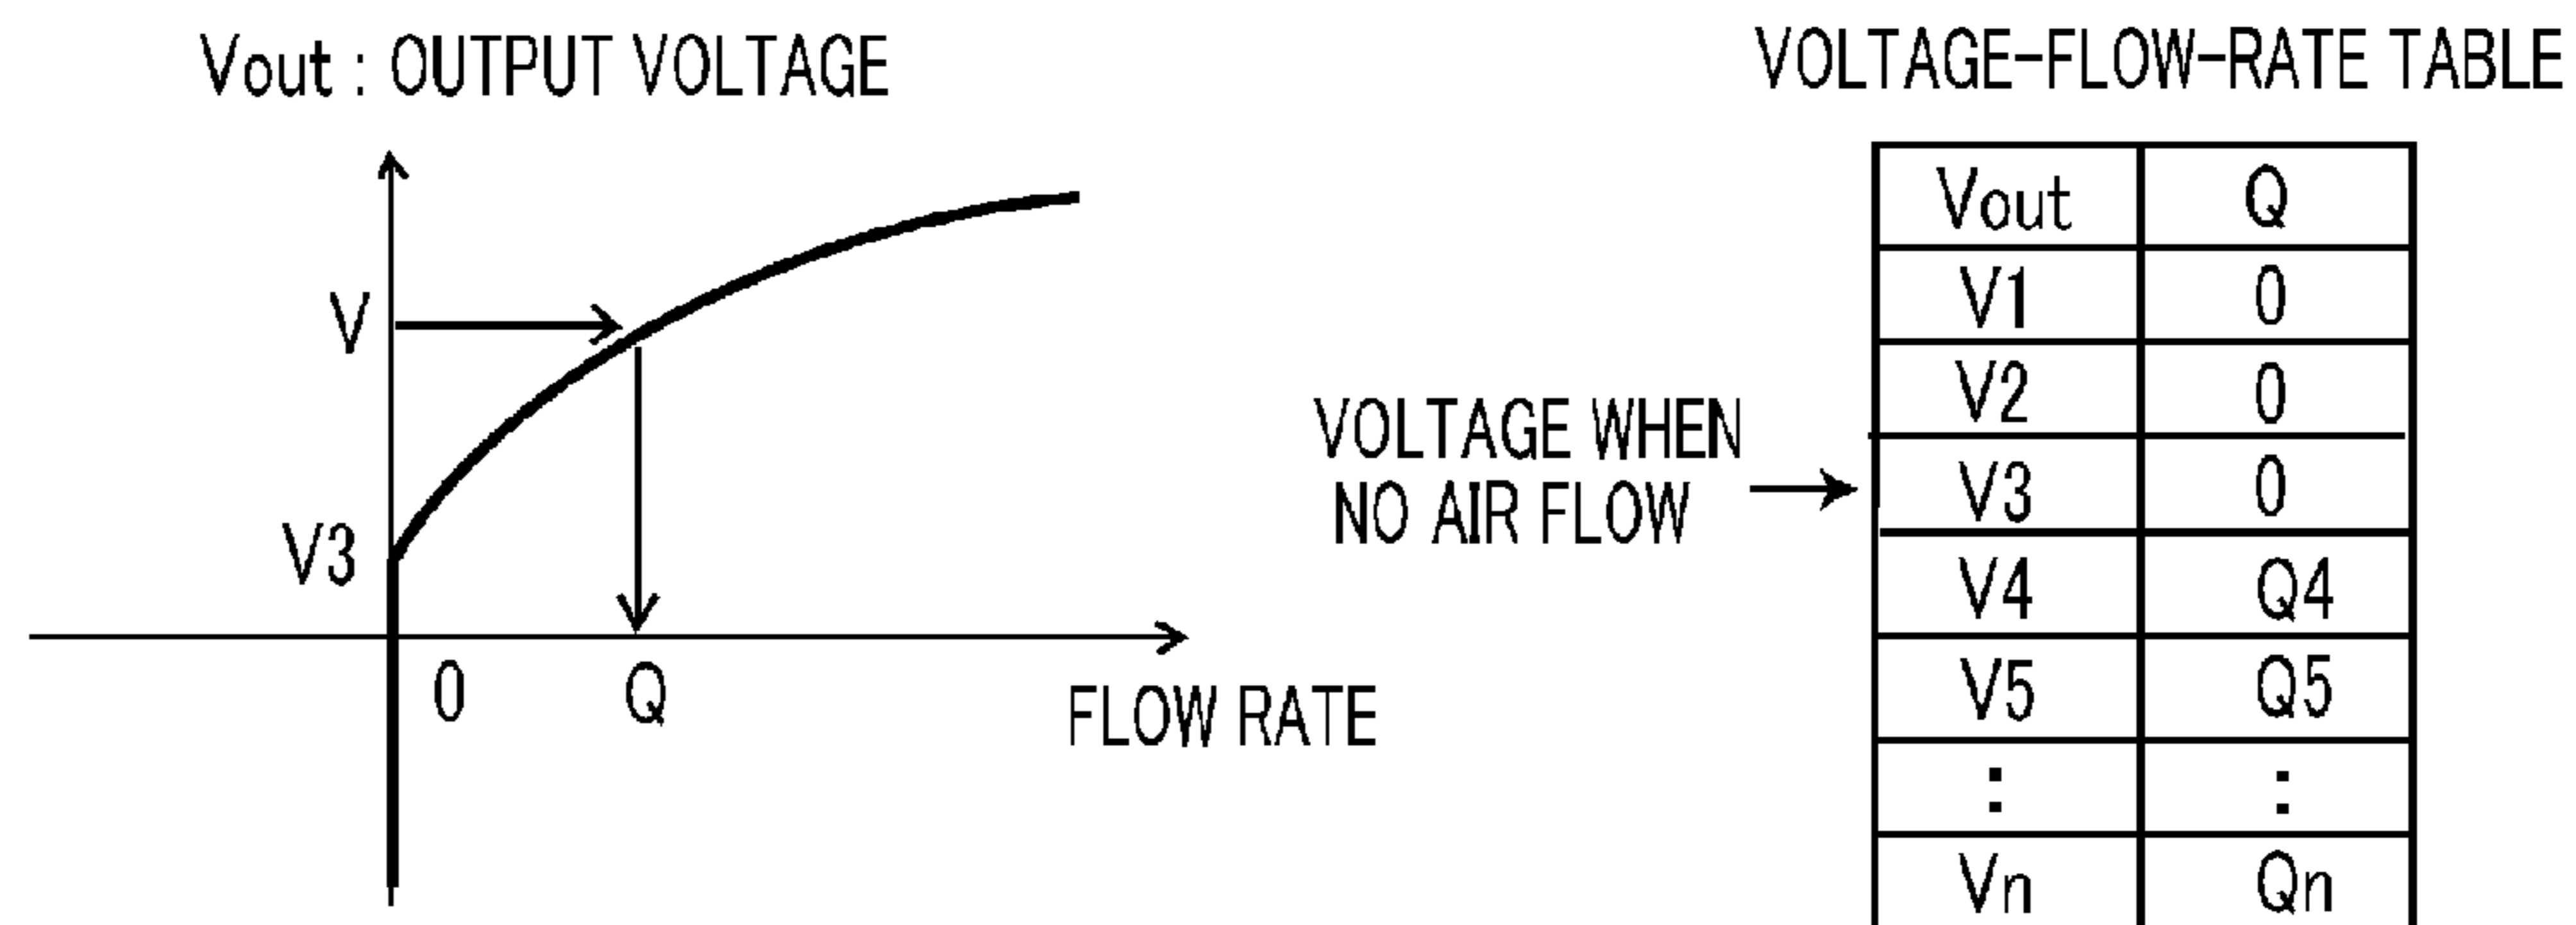 Vout : OUTPUT VOLTAGE
V
V3
0 Q
FLOW RATE
VOLTAGE-FLOW-RATE TABLE
VOLTAGE WHEN
NO AIR FLOW
Vout Q
V1 0
V2 0
V3 0
V4 Q4
V5 Q5
: :
Vn Qn